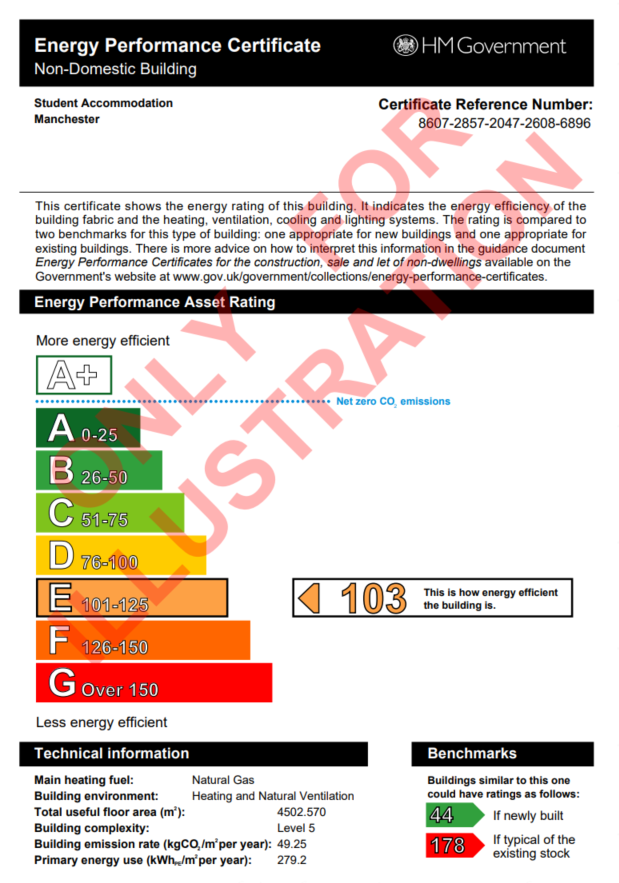 Energy Performance Certificate
HM Government
Non-Domestic Building
Student Accommodation
Manchester
Certificate Reference Number:
8607-2857-2047-2608-6896
This certificate shows the energy rating of this building. It indicates the energy efficiency of the
building fabric and the heating, ventilation, cooling and lighting systems. The rating is compared to
two benchmarks for this type of building: one appropriate for new buildings and one appropriate for
existing buildings. There is more advice on how to interpret this information in the guidance document
Energy Performance Certificates for the construction, sale and let of non-dwellings available on the
Government's website at www.gov.uk/government/collections/energy-performance-certificates.
Energy Performance Asset Rating
More energy efficient
A+
Net zero CO₂ emissions
A 0-25
B 26-50
C 51-75
D 76-100
E 101-125
103
This is how energy efficient
the building is.
F 126-150
G Over 150
Less energy efficient
Technical information
Main heating fuel: Natural Gas
Building environment: Heating and Natural Ventilation
Total useful floor area (m²): 4502.570
Building complexity: Level 5
Building emission rate (kgCO₂/m²per year): 49.25
Primary energy use (kWhPE/m²per year): 279.2
Benchmarks
Buildings similar to this one
could have ratings as follows:
44 If newly built
178 If typical of the
existing stock
ONLY FOR
ILLUSTRATION